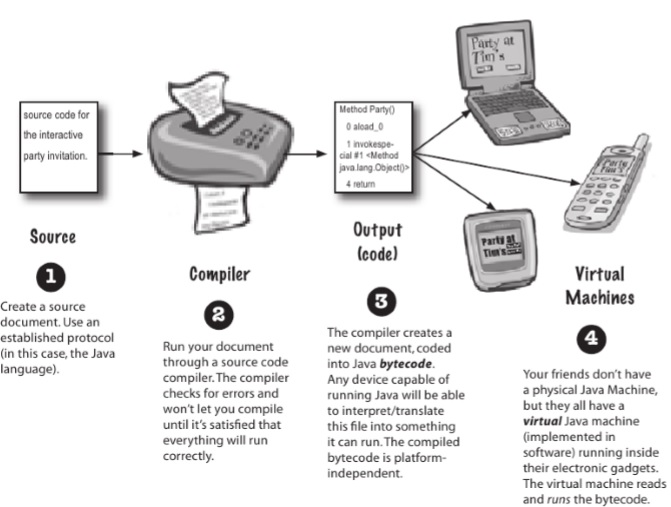 source code for
the interactive
party invitation.
Method Party()
0 aload_0
1 invokespe-
cial #1 <Method
java.lang.Object()>
4 return
Party at
Tim's
Party
Tim's
Party at
Tim's
Source
Compiler
Output
(code)
Virtual
Machines
1
Create a source
document. Use an
established protocol
(in this case, the Java
language).
2
Run your document
through a source code
compiler. The compiler
checks for errors and
won't let you compile
until it's satisfied that
everything will run
correctly.
3
The compiler creates a
new document, coded
into Java bytecode.
Any device capable of
running Java will be able
to interpret/translate
this file into something
it can run. The compiled
bytecode is platform-
independent.
4
Your friends don't have
a physical Java Machine,
but they all have a
virtual Java machine
(implemented in
software) running inside
their electronic gadgets.
The virtual machine reads
and runs the bytecode.